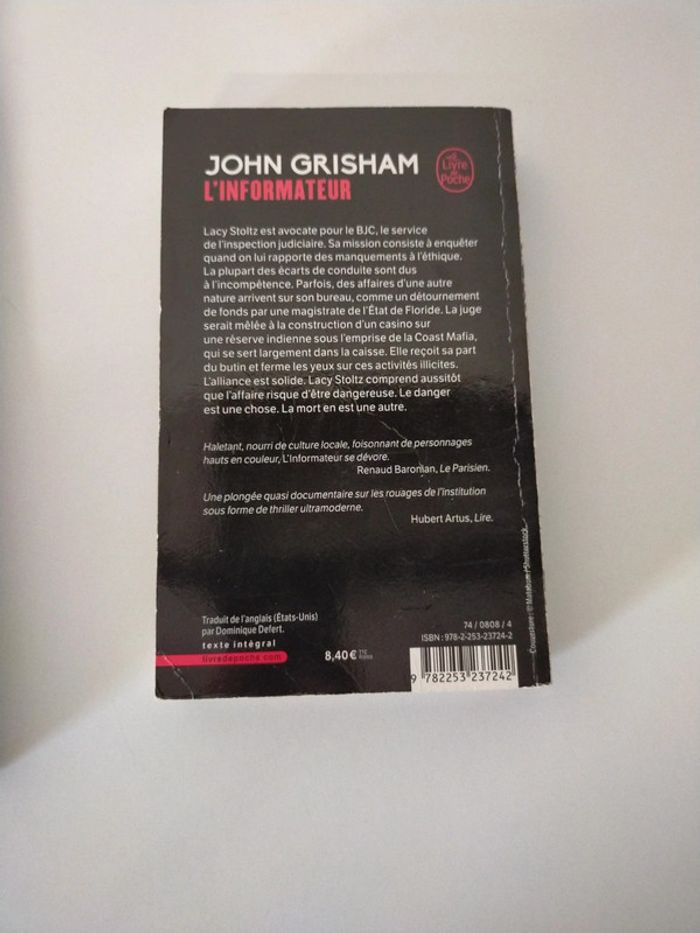 JOHN GRISHAM
L'INFORMATEUR
Le
Livre
de
Poche
Lacy Stoltz est avocate pour le BJC, le service
de l'inspection judiciaire. Sa mission consiste à enquêter
quand on lui rapporte des manquements à l'éthique.
La plupart des écarts de conduite sont dus
à l'incompétence. Parfois, des affaires d'une autre
nature arrivent sur son bureau, comme un détournement
de fonds par une magistrate de l'État de Floride. La juge
serait mêlée à la construction d'un casino sur
une réserve indienne sous l'emprise de la Coast Mafia,
qui se sert largement dans la caisse. Elle reçoit sa part
du butin et ferme les yeux sur ces activités illicites.
L'alliance est solide. Lacy Stoltz comprend aussitôt
que l'affaire risque d'être dangereuse. Le danger
est une chose. La mort en est une autre.
Haletant, nourri de culture locale, foisonnant de personnages
hauts en couleur, L'Informateur se dévore.
Renaud Baronian, Le Parisien.
Une plongée quasi documentaire sur les rouages de l'institution
sous forme de thriller ultramoderne.
Hubert Artus, Lire.
Traduit de l'anglais (États-Unis)
par Dominique Defert.
texte intégral
livredepoche.com
8,40 € TTC
France
74 / 0808 / 4
ISBN : 978-2-253-23724-2
9 782253 237242
Couverture : © / Shutterstock.